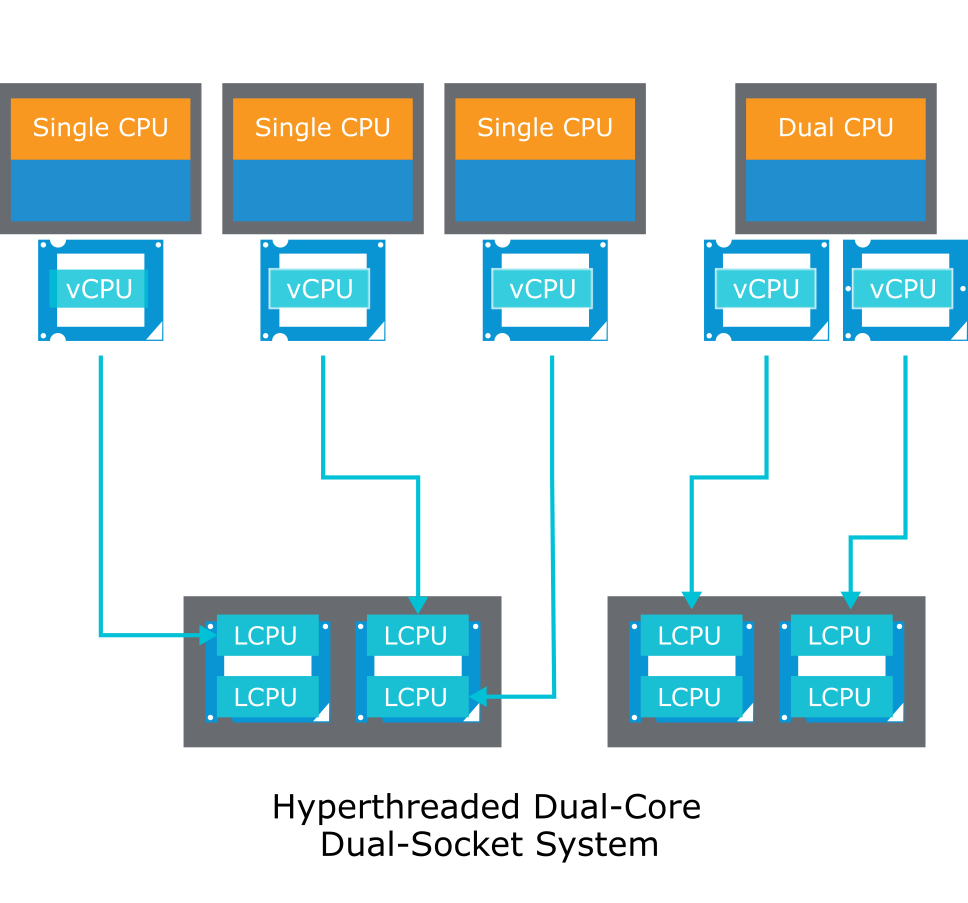 Single CPU
Single CPU
Single CPU
Dual CPU
vCPU
vCPU
vCPU
vCPU
vCPU
LCPU
LCPU
LCPU
LCPU
LCPU
LCPU
LCPU
LCPU
Hyperthreaded Dual-Core
Dual-Socket System